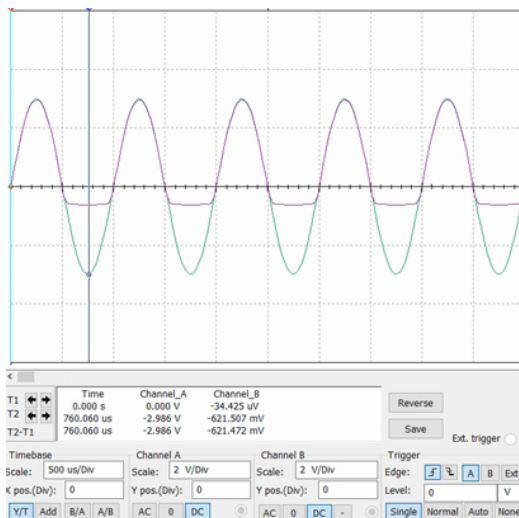 Time Channel_A Channel_B
T1 0.000 s 0.000 V -34.425 uV
T2 760.060 us -2.986 V -621.507 mV
T2-T1 760.060 us -2.986 V -621.472 mV
Reverse
Save
Ext. trigger
Timebase Channel A Channel B Trigger
Scale: 500 us/Div Scale: 2 V/Div Scale: 2 V/Div Edge: A B Ext
X pos.(Div): 0 Y pos.(Div): 0 Y pos.(Div): 0 Level: 0 V
Y/T Add B/A A/B AC 0 DC AC 0 DC - Single Normal Auto None